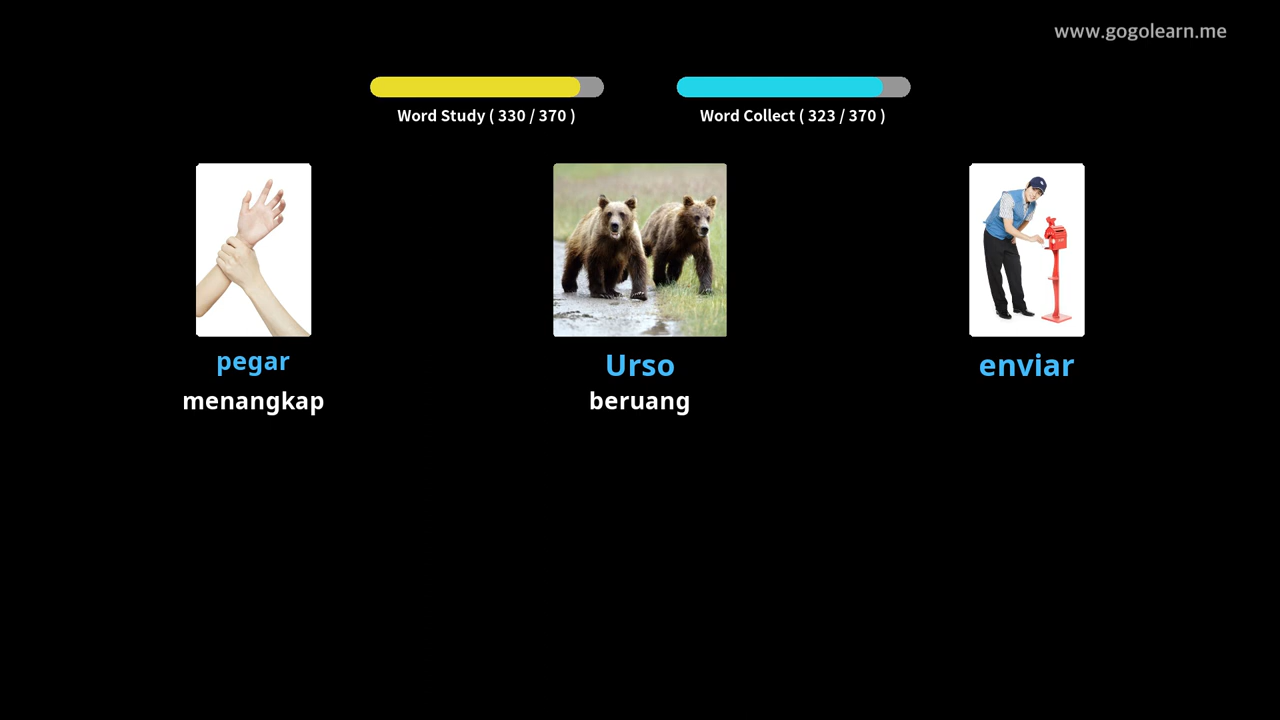 www.gogolearn.me
Word Study ( 330 / 370 )
Word Collect ( 323 / 370 )
pegar
menangkap
Urso
beruang
enviar